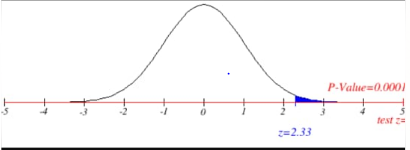 P-Value=0.0001
-5 -4 -3 -2 -1 0 1 2 3 4 5
test z=
z=2.33